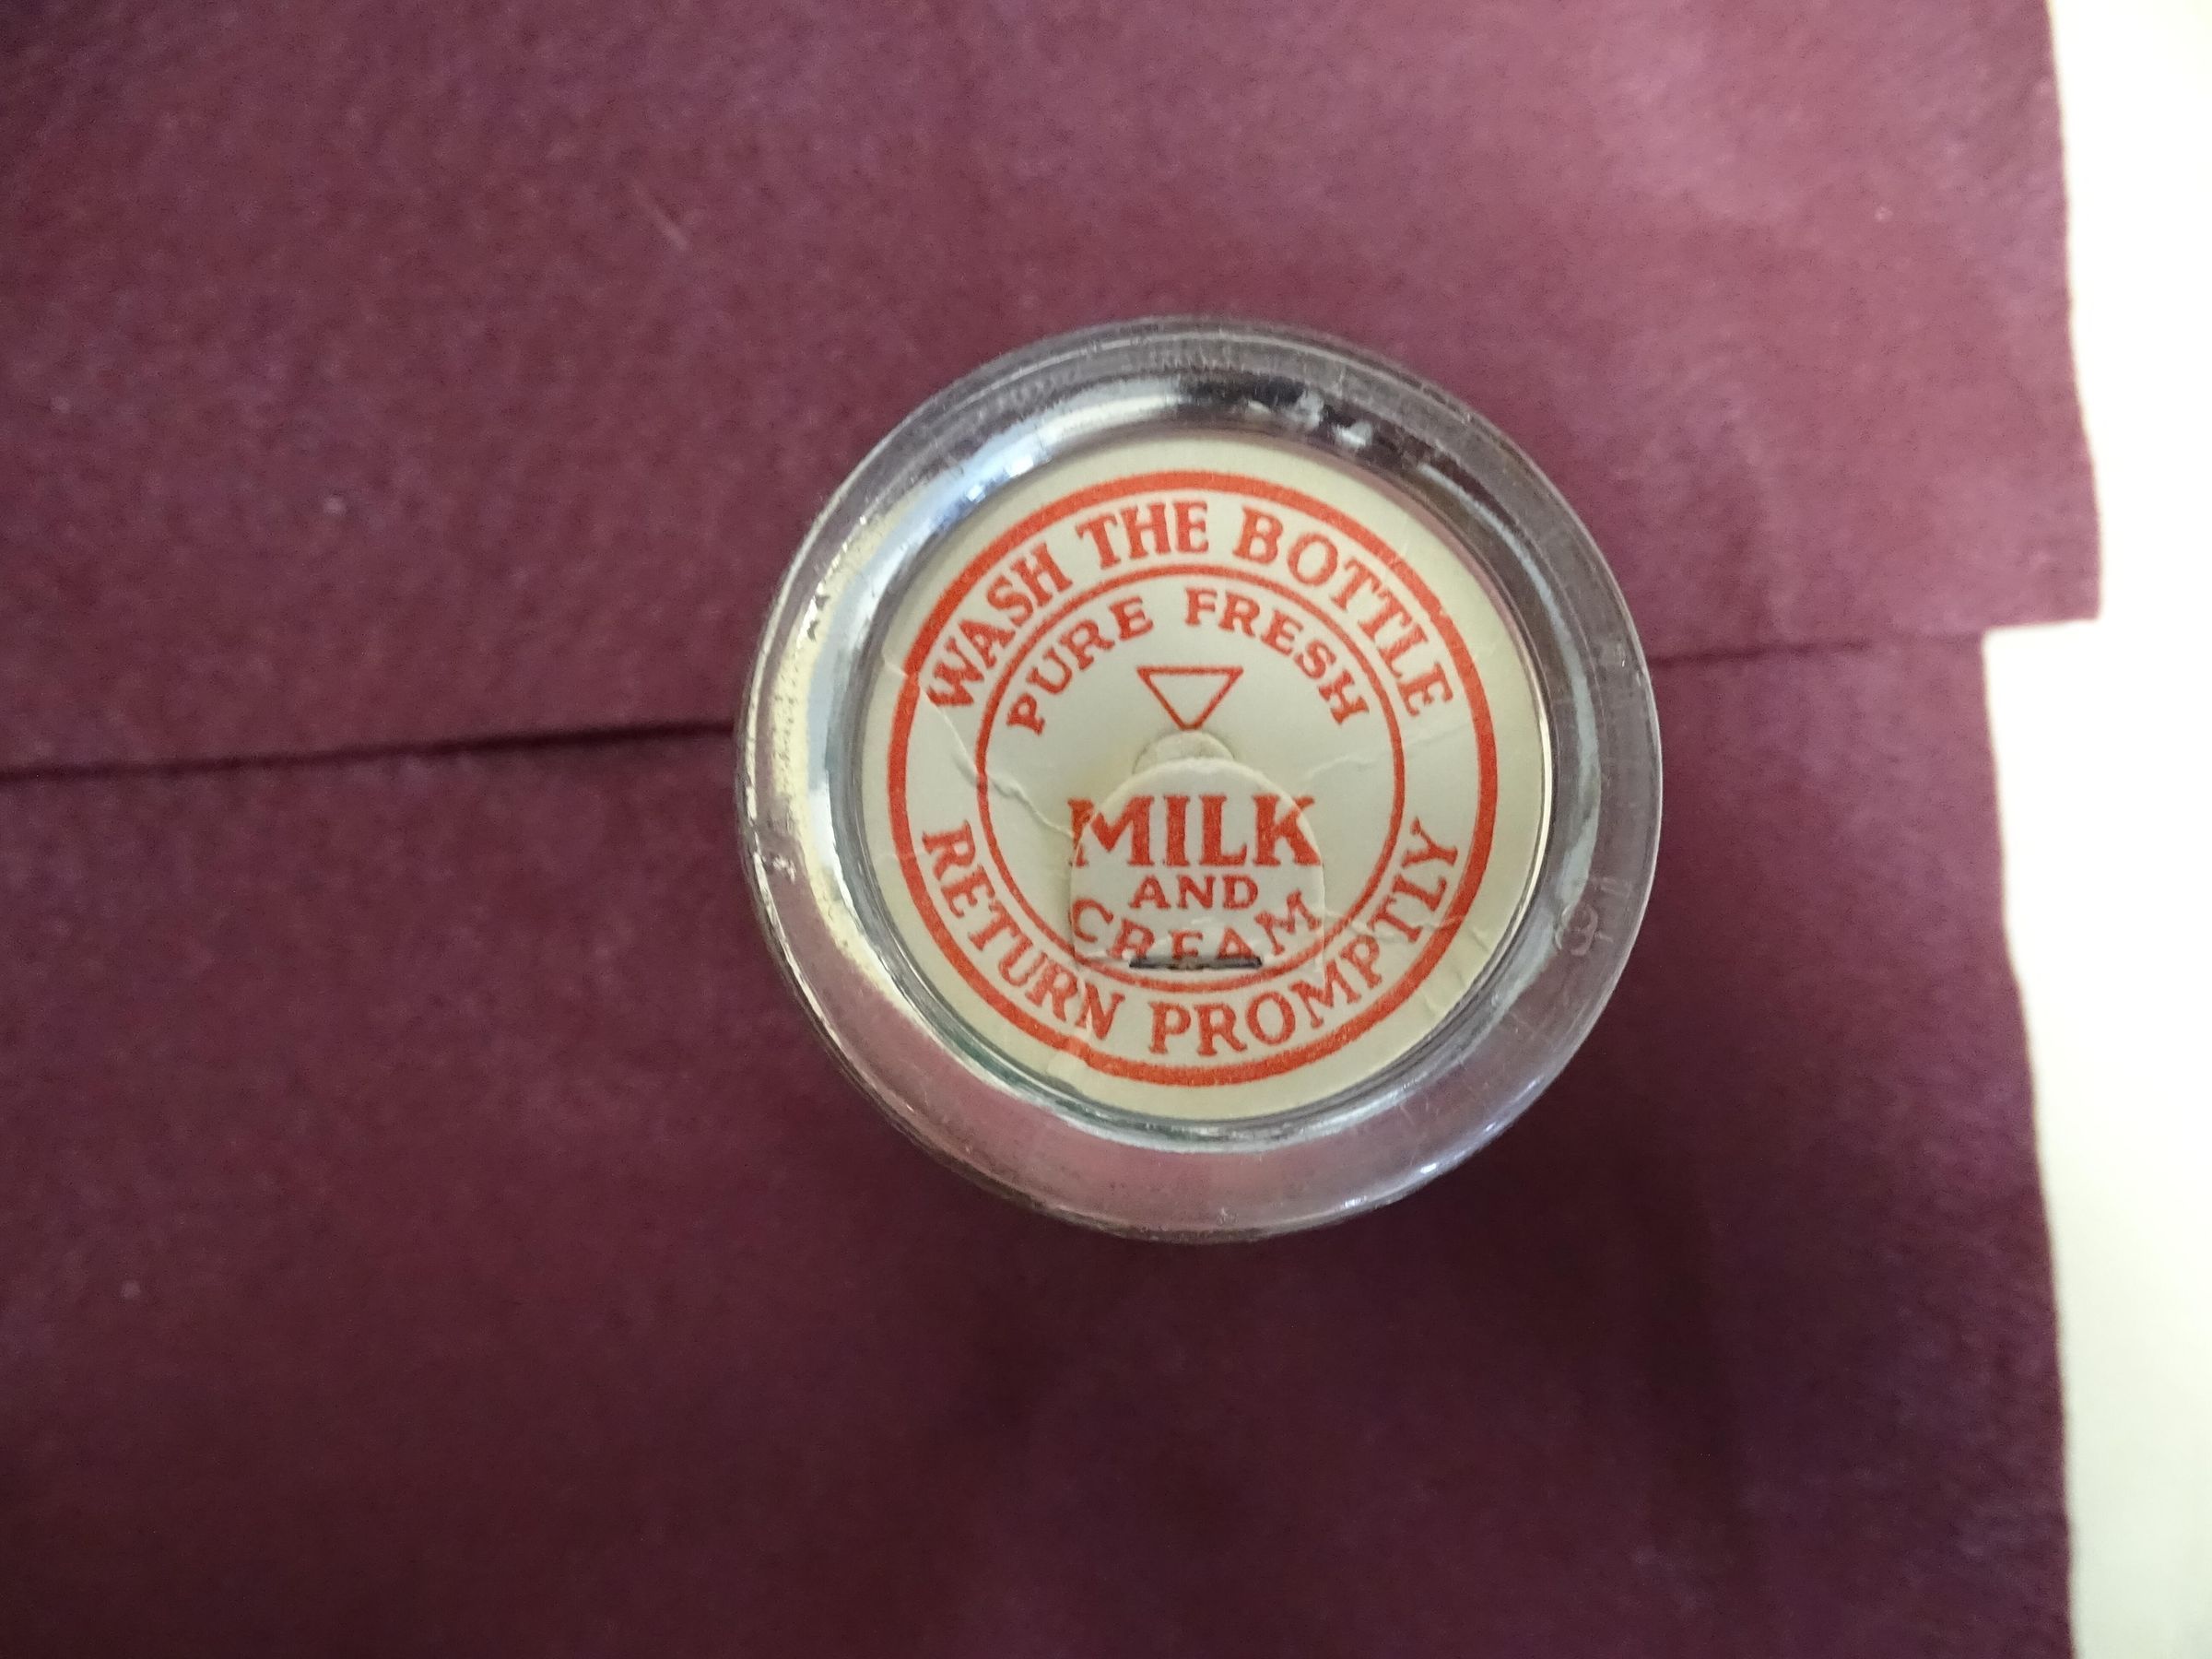 WASH THE BOTTLE
PURE FRESH
MILK
AND
CREAM
RETURN PROMPTLY